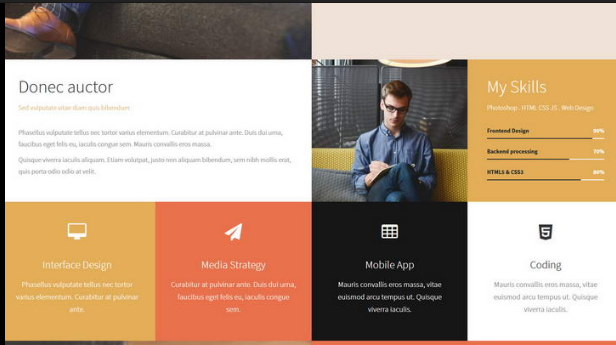 Donec auctor
Sed vulputate vitae diam quis bibendum
Phasellus vulputate tellus nec tortor varius elementum. Curabitur at pulvinar ante. Duis dui urna,
faucibus eget felis eu, iaculis congue sem. Mauris convallis eros massa.
Quisque viverra iaculis aliquam. Etiam volutpat, justo non aliquam bibendum, sem nibh mollis erat,
quis porta odio odio at velit.
My Skills
Photoshop . HTML CSS JS . Web Design
Frontend Design 90%
Backend processing 70%
HTML5 & CSS3 80%
Interface Design
Phasellus vulputate tellus nec tortor
varius elementum. Curabitur at pulvinar
ante.
Media Strategy
Curabitur at pulvinar ante. Duis dui urna,
faucibus eget felis eu, iaculis congue
sem.
Mobile App
Mauris convallis eros massa, vitae
euismod arcu tempus ut. Quisque
viverra iaculis.
5
Coding
Mauris convallis eros massa, vitae
euismod arcu tempus ut. Quisque
viverra iaculis.